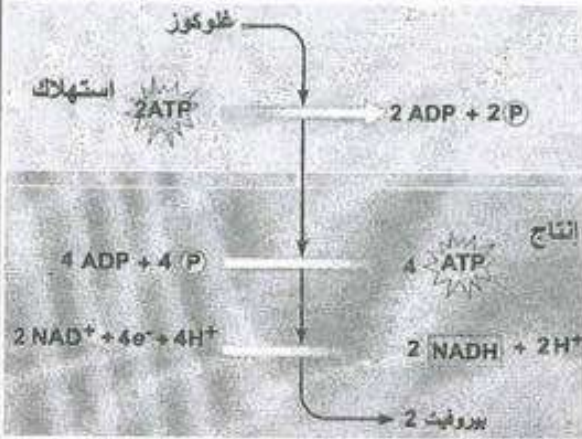 غلوكوز
استهلاك
2ATP
2 ADP + 2 P
انتاج
4 ADP + 4 P
4 ATP
2 NAD⁺ + 4e⁻ + 4H⁺
2 NADH + 2H⁺
2 بيروفيت